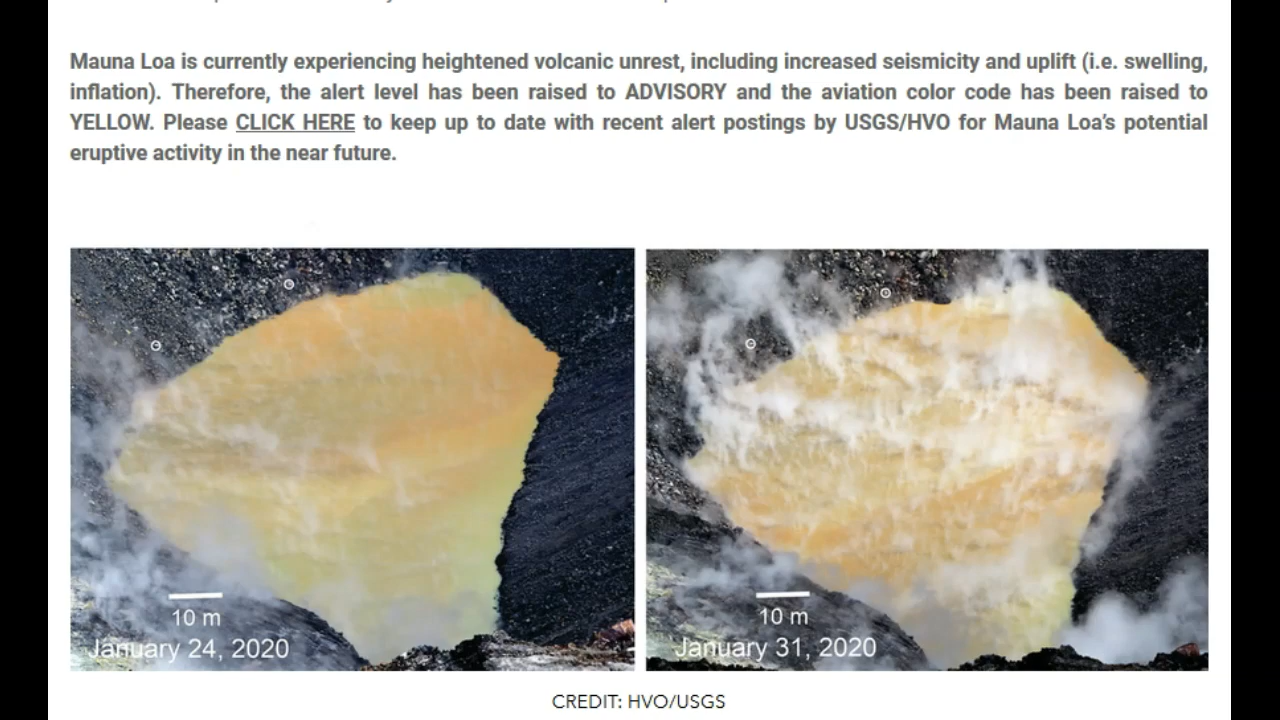 Mauna Loa is currently experiencing heightened volcanic unrest, including increased seismicity and uplift (i.e. swelling,
inflation). Therefore, the alert level has been raised to ADVISORY and the aviation color code has been raised to
YELLOW. Please CLICK HERE to keep up to date with recent alert postings by USGS/HVO for Mauna Loa’s potential
eruptive activity in the near future.
10 m
January 24, 2020
10 m
January 31, 2020
CREDIT: HVO/USGS